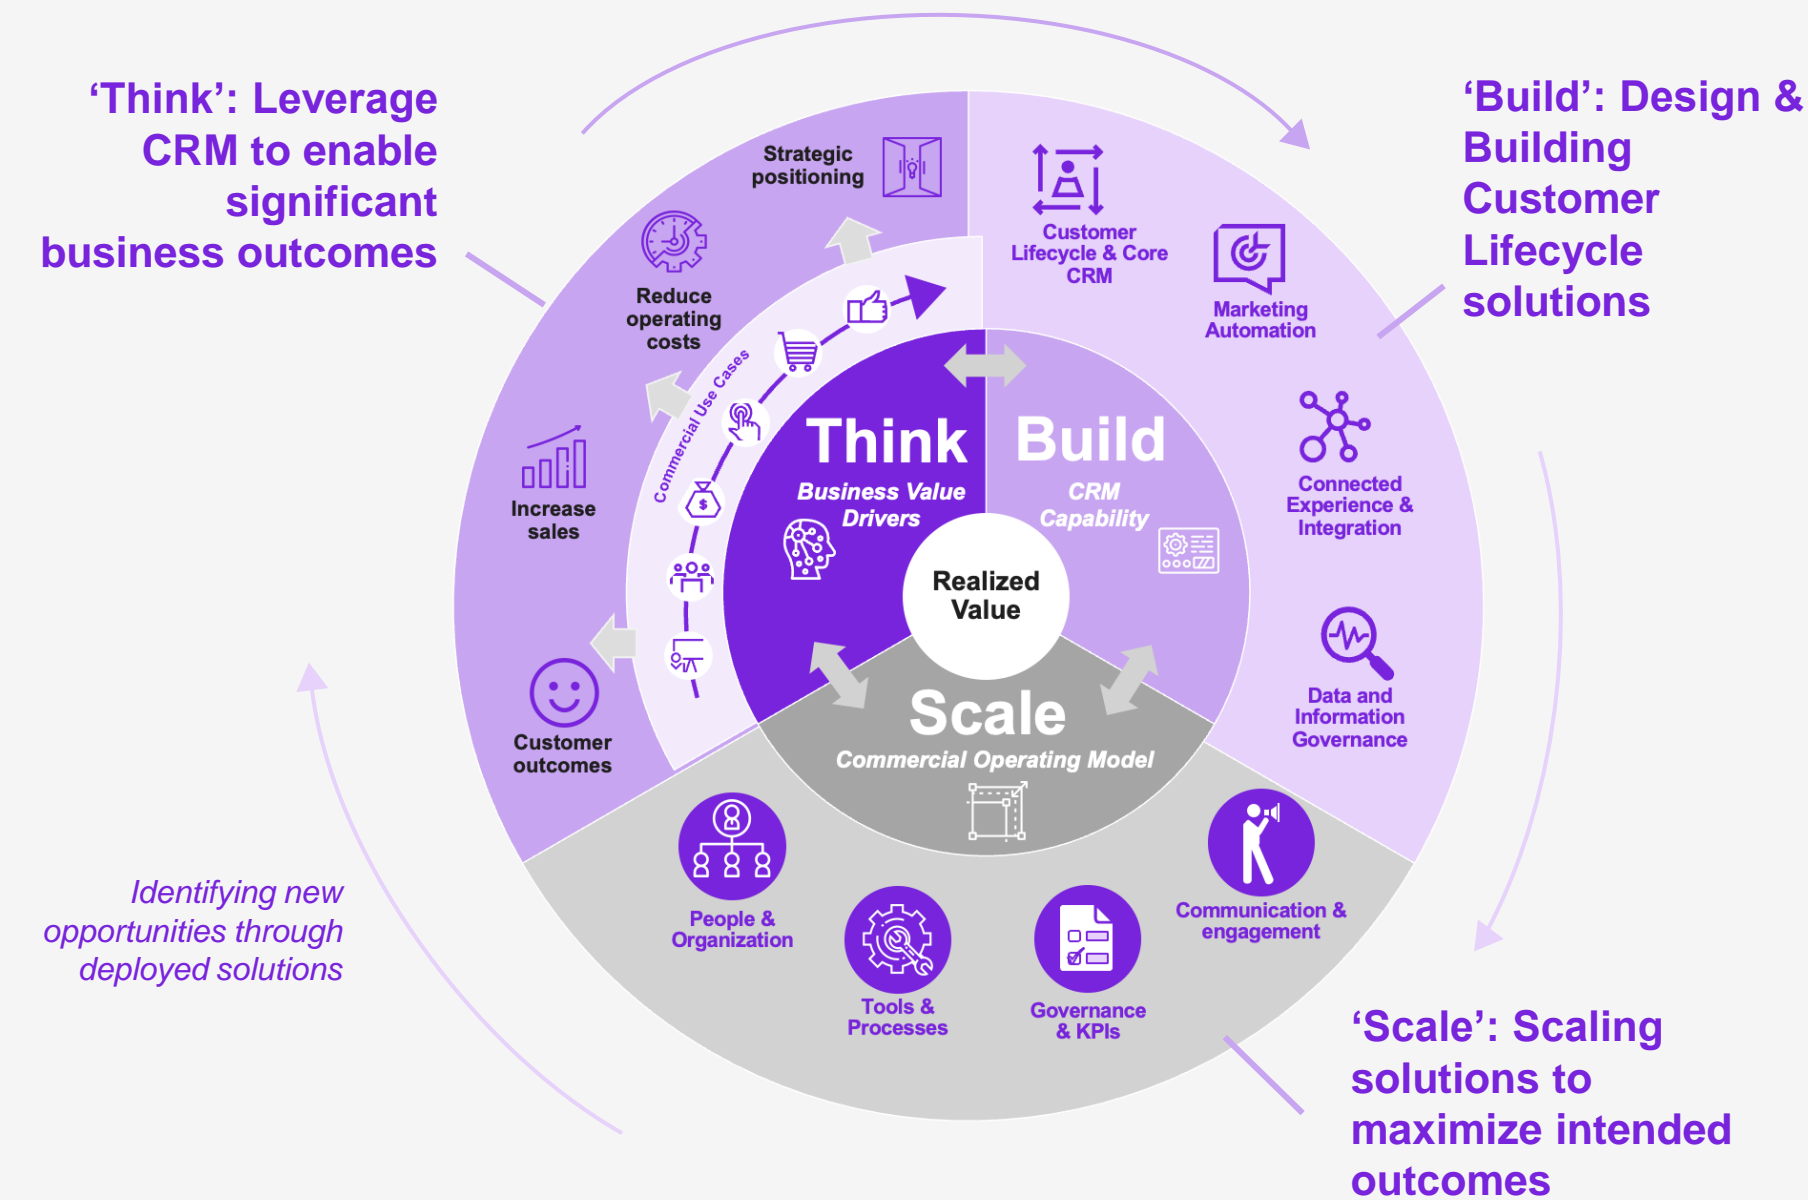 ‘Think’: Leverage
CRM to enable
significant
business outcomes
‘Build’: Design &
Building
Customer
Lifecycle
solutions
Strategic
positioning
Reduce
operating
costs
Increase
sales
Customer
outcomes
Commercial Use Cases
$
Customer
Lifecycle & Core
CRM
Marketing
Automation
Connected
Experience &
Integration
Data and
Information
Governance
Think
Business Value
Drivers
Build
CRM
Capability
Realized
Value
Scale
Commercial Operating Model
People &
Organization
Tools &
Processes
Governance
& KPIs
Communication &
engagement
Identifying new
opportunities through
deployed solutions
‘Scale’: Scaling
solutions to
maximize intended
outcomes